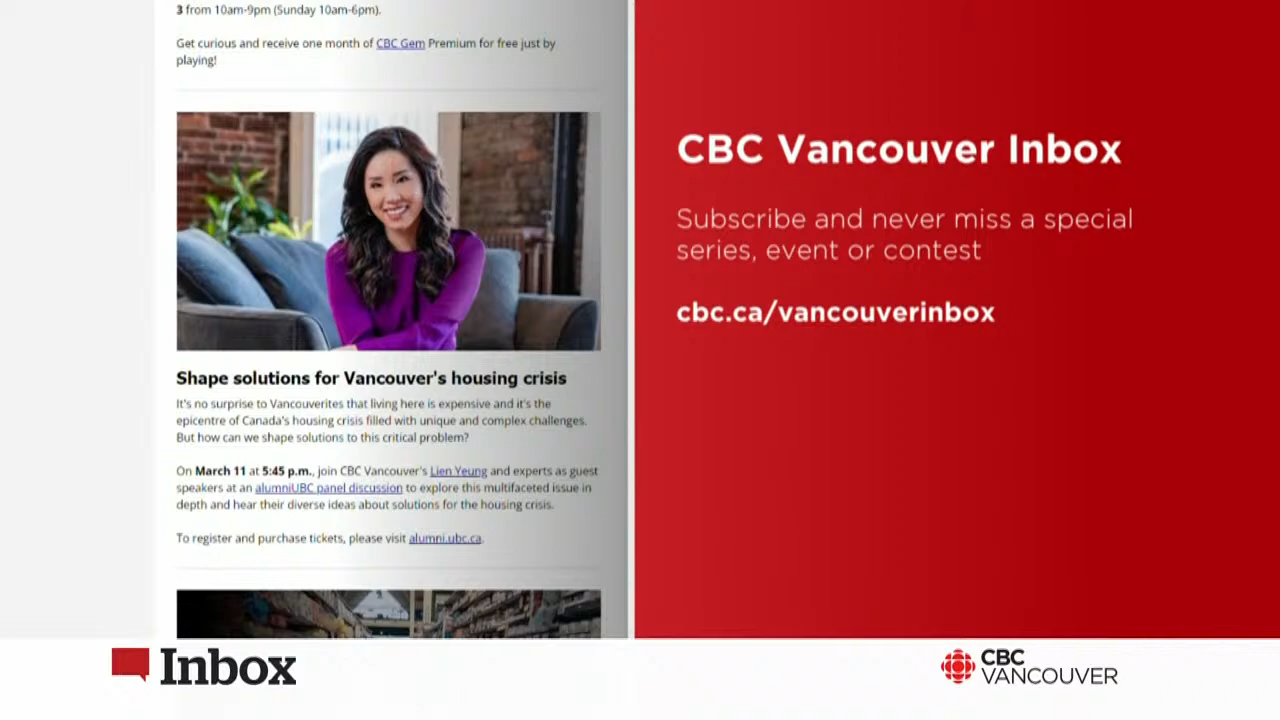 3 from 10am-9pm (Sunday 10am-6pm).
Get curious and receive one month of CBC Gem Premium for free just by
playing!
Shape solutions for Vancouver's housing crisis
It's no surprise to Vancouverites that living here is expensive and it's the
epicentre of Canada's housing crisis filled with unique and complex challenges.
But how can we shape solutions to this critical problem?
On March 11 at 5:45 p.m., join CBC Vancouver's Lien Yeung and experts as guest
speakers at an alumniUBC panel discussion to explore this multifaceted issue in
depth and hear their diverse ideas about solutions for the housing crisis.
To register and purchase tickets, please visit alumni.ubc.ca.
CBC Vancouver Inbox
Subscribe and never miss a special
series, event or contest
cbc.ca/vancouverinbox
Inbox
CBC
VANCOUVER